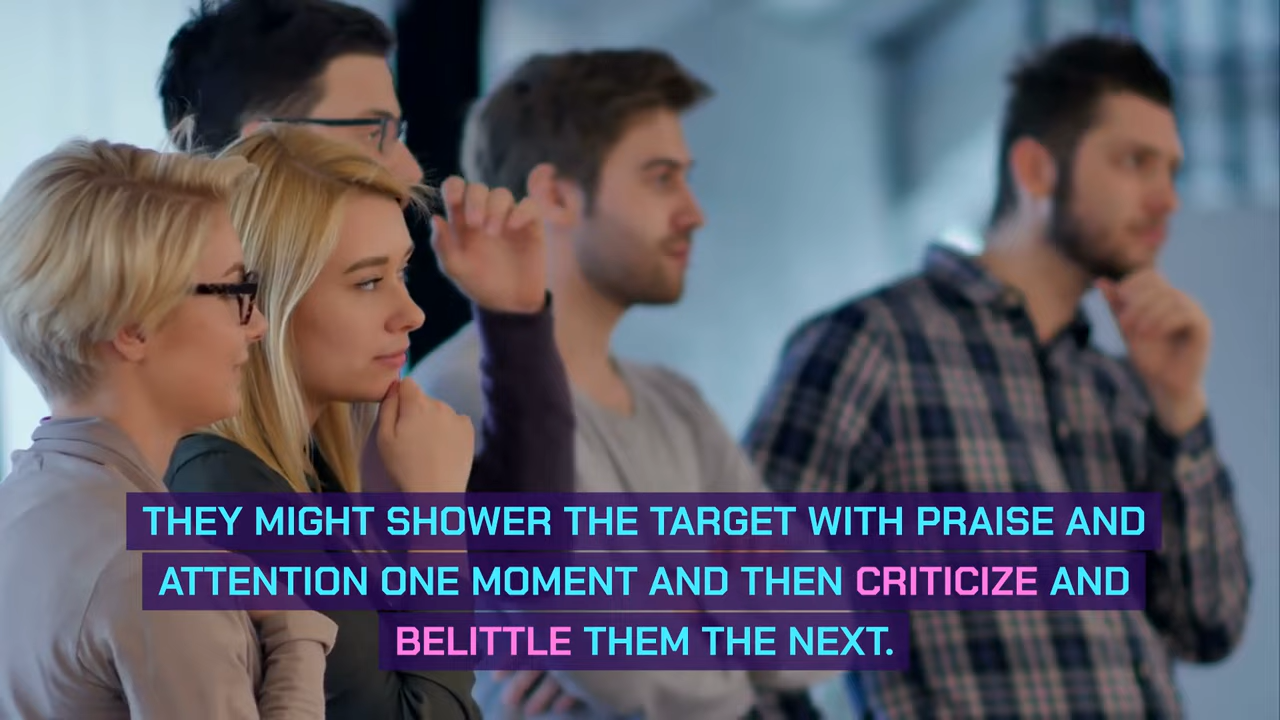 THEY MIGHT SHOWER THE TARGET WITH PRAISE AND
ATTENTION ONE MOMENT AND THEN CRITICIZE AND
BELITTLE THEM THE NEXT.